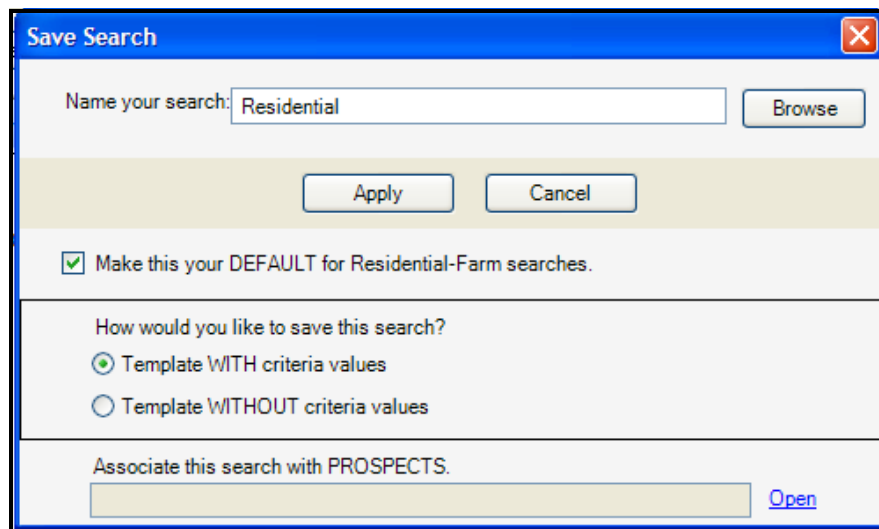 Save Search
Name your search: Residential Browse
Apply Cancel
Make this your DEFAULT for Residential-Farm searches.
How would you like to save this search?
Template WITH criteria values
Template WITHOUT criteria values
Associate this search with PROSPECTS.
Open